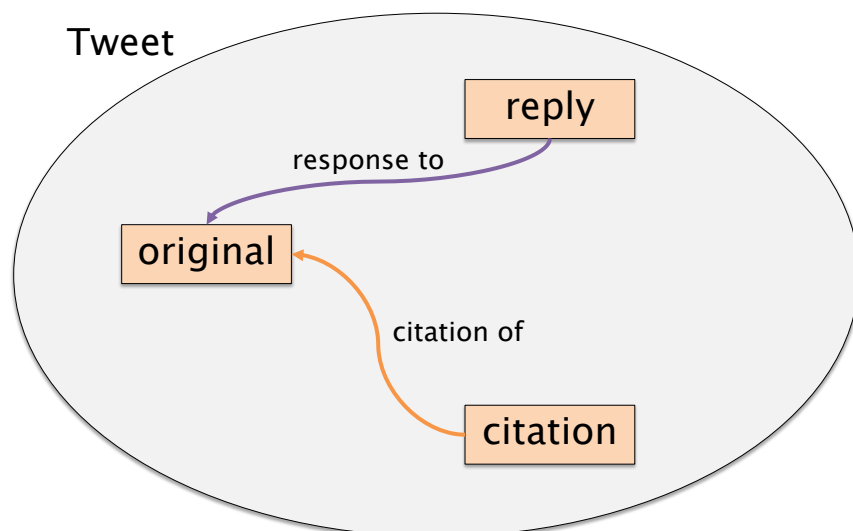 Tweet
reply
response to
original
citation of
citation